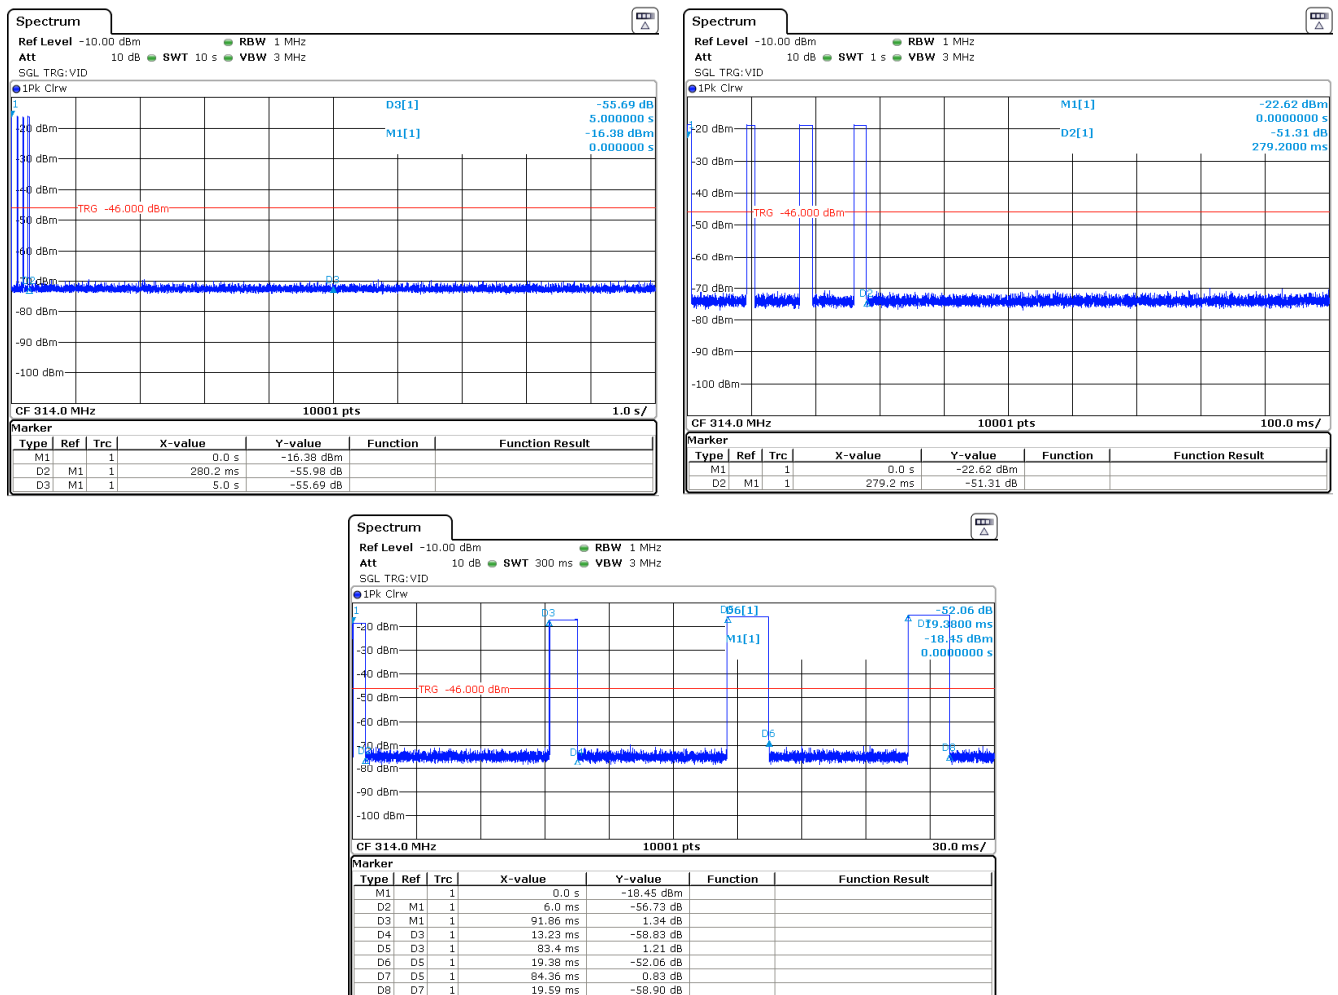 Spectrum
Ref Level -10.00 dBm RBW 1 MHz
Att 10 dB SWT 10 s VBW 3 MHz
SGL TRG:VID
1Pk Clrw
1
D3[1] -55.69 dB
5.000000 s
M1[1] -16.38 dBm
0.000000 s
-20 dBm
-30 dBm
-40 dBm
TRG -46.000 dBm
-50 dBm
-60 dBm
D3
-80 dBm
-90 dBm
-100 dBm
CF 314.0 MHz 10001 pts 1.0 s/
Marker
Type Ref Trc X-value Y-value Function Function Result
M1 1 0.0 s -16.38 dBm
D2 M1 1 280.2 ms -55.98 dB
D3 M1 1 5.0 s -55.69 dB
Spectrum
Ref Level -10.00 dBm RBW 1 MHz
Att 10 dB SWT 1 s VBW 3 MHz
SGL TRG:VID
1Pk Clrw
M1[1] -22.62 dBm
0.0000000 s
D2[1] -51.31 dB
279.2000 ms
-20 dBm
-30 dBm
-40 dBm
TRG -46.000 dBm
-50 dBm
-60 dBm
-70 dBm
D2
-80 dBm
-90 dBm
-100 dBm
CF 314.0 MHz 10001 pts 100.0 ms/
Marker
Type Ref Trc X-value Y-value Function Function Result
M1 1 0.0 s -22.62 dBm
D2 M1 1 279.2 ms -51.31 dB
Spectrum
Ref Level -10.00 dBm RBW 1 MHz
Att 10 dB SWT 300 ms VBW 3 MHz
SGL TRG:VID
1Pk Clrw
1
D3
D6[1] -52.06 dB
19.3800 ms
M1[1] -18.45 dBm
0.0000000 s
-20 dBm
-30 dBm
-40 dBm
TRG -46.000 dBm
-50 dBm
-60 dBm
D6
-70 dBm
D8
-80 dBm
-90 dBm
-100 dBm
CF 314.0 MHz 10001 pts 30.0 ms/
Marker
Type Ref Trc X-value Y-value Function Function Result
M1 1 0.0 s -18.45 dBm
D2 M1 1 6.0 ms -56.73 dB
D3 M1 1 91.86 ms 1.34 dB
D4 D3 1 13.23 ms -58.83 dB
D5 D3 1 83.4 ms 1.21 dB
D6 D5 1 19.38 ms -52.06 dB
D7 D5 1 84.36 ms 0.83 dB
D8 D7 1 19.59 ms -58.90 dB